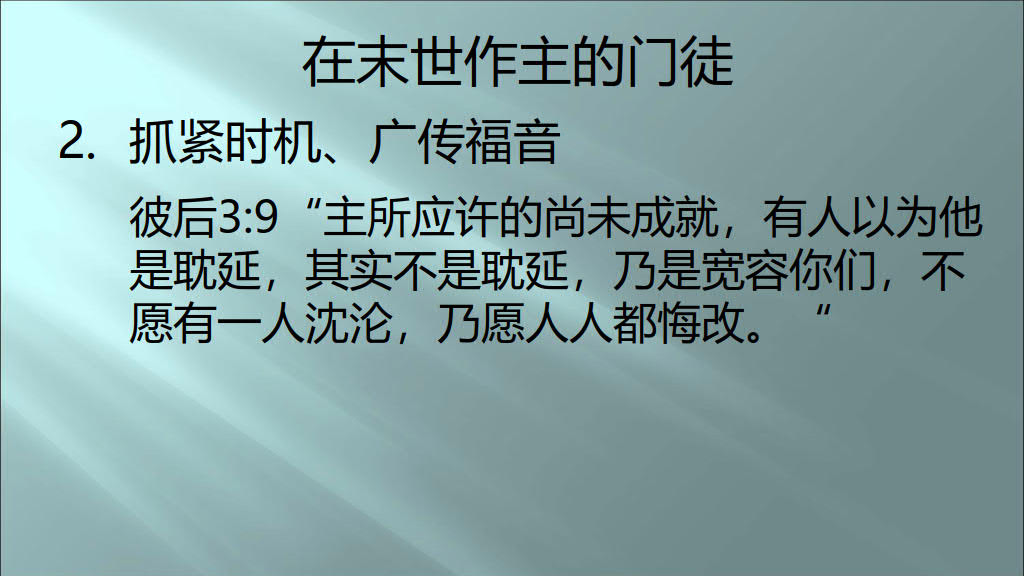 在末世作主的门徒
2. 抓紧时机、广传福音
彼后3:9“主所应许的尚未成就，有人以为他
是耽延，其实不是耽延，乃是宽容你们，不
愿有一人沈沦，乃愿人人都悔改。 “